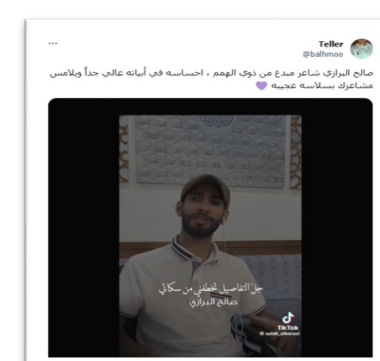 Teller
@balhmoo
صالح البرازي شاعر مبدع من ذوي الهمم ، احساسه في أبياته عالي جداً ويلامس
مشاعرك بسلاسه عجيبه
جل التفاصيل تخطفني من سكاتي
صالح البرازي
TikTok